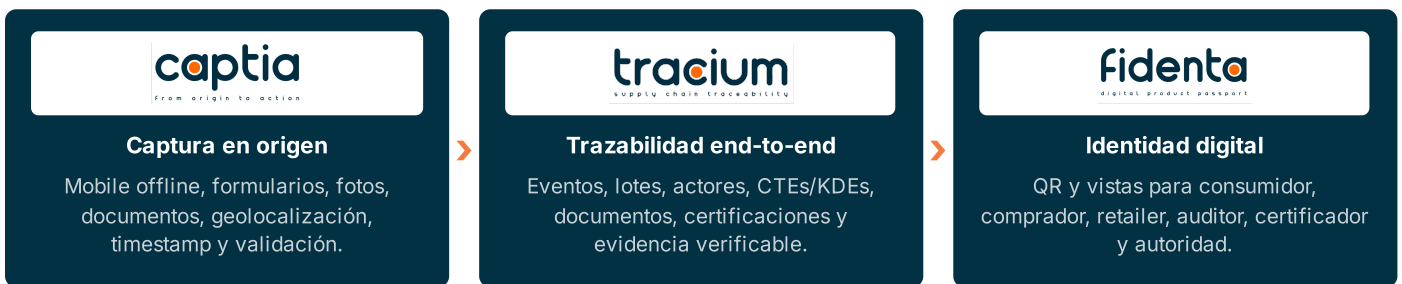 captia
from origin to action
Captura en origen
Mobile offline, formularios, fotos,
documentos, geolocalización,
timestamp y validación.
›
tracium
supply chain traceability
Trazabilidad end-to-end
Eventos, lotes, actores, CTEs/KDEs,
documentos, certificaciones y
evidencia verificable.
›
fidenta
digital product passport
Identidad digital
QR y vistas para consumidor,
comprador, retailer, auditor, certificador
y autoridad.